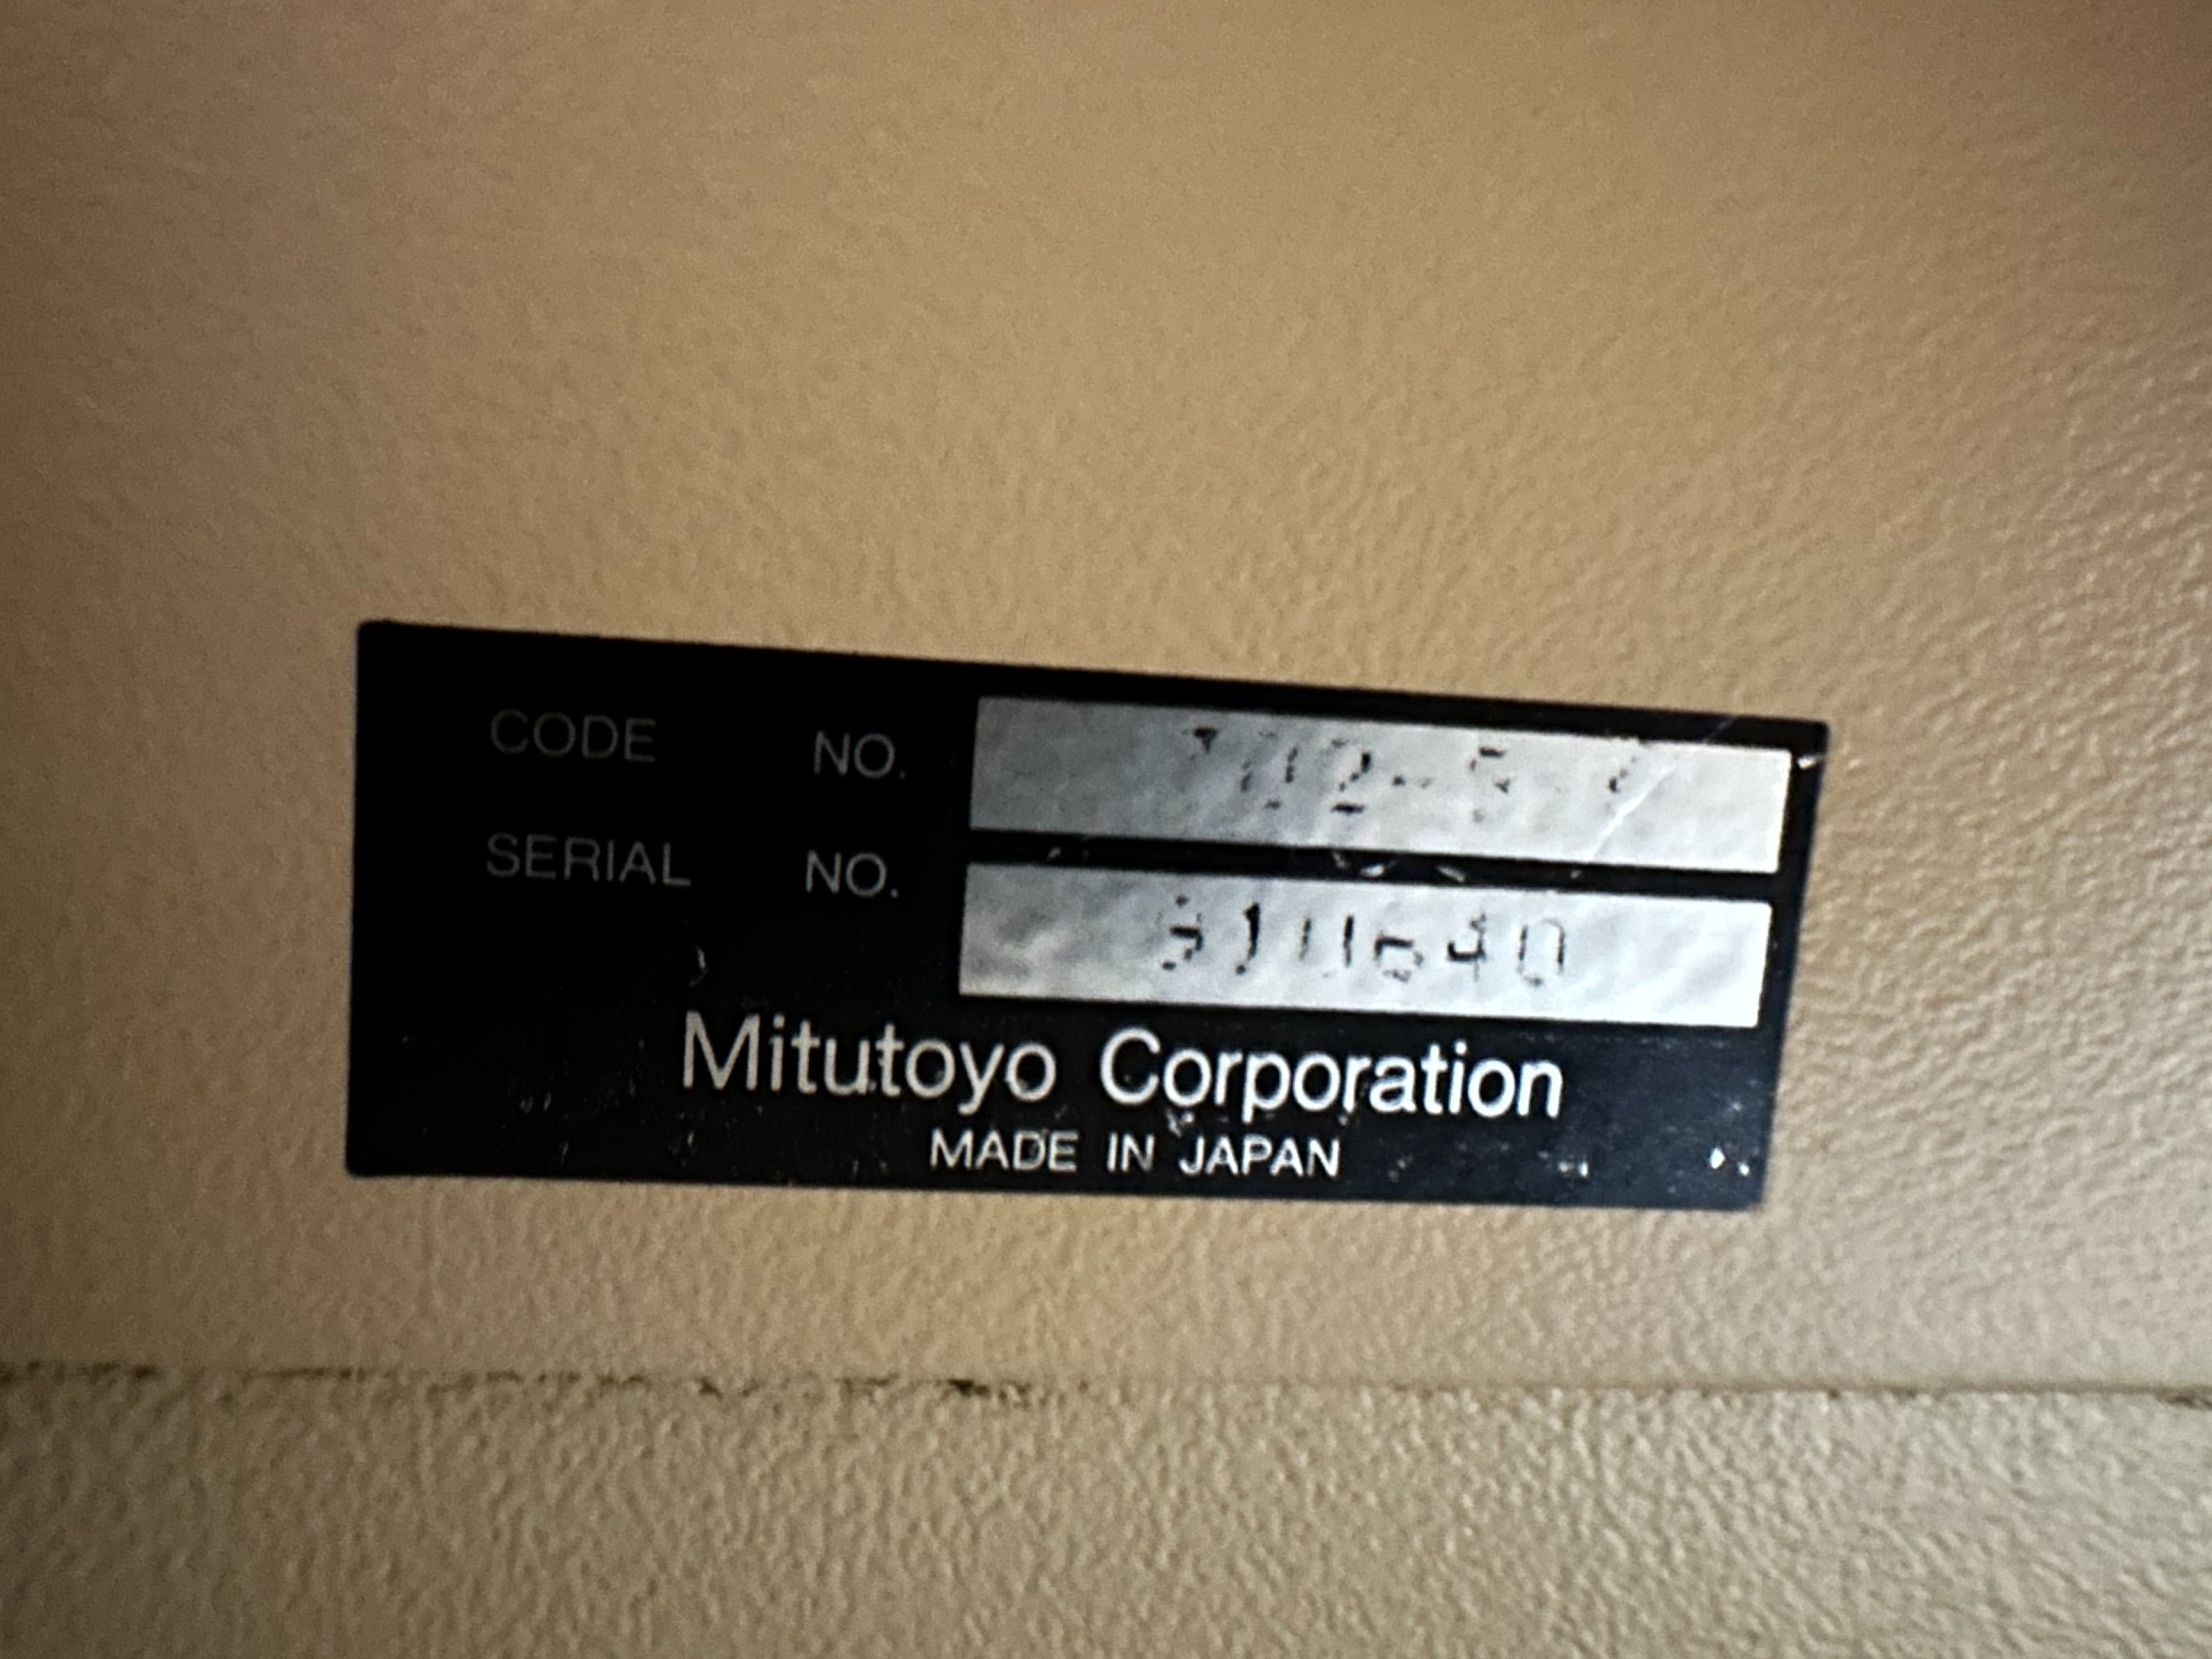 CODE NO.
SERIAL NO.
Mitutoyo Corporation
MADE IN JAPAN